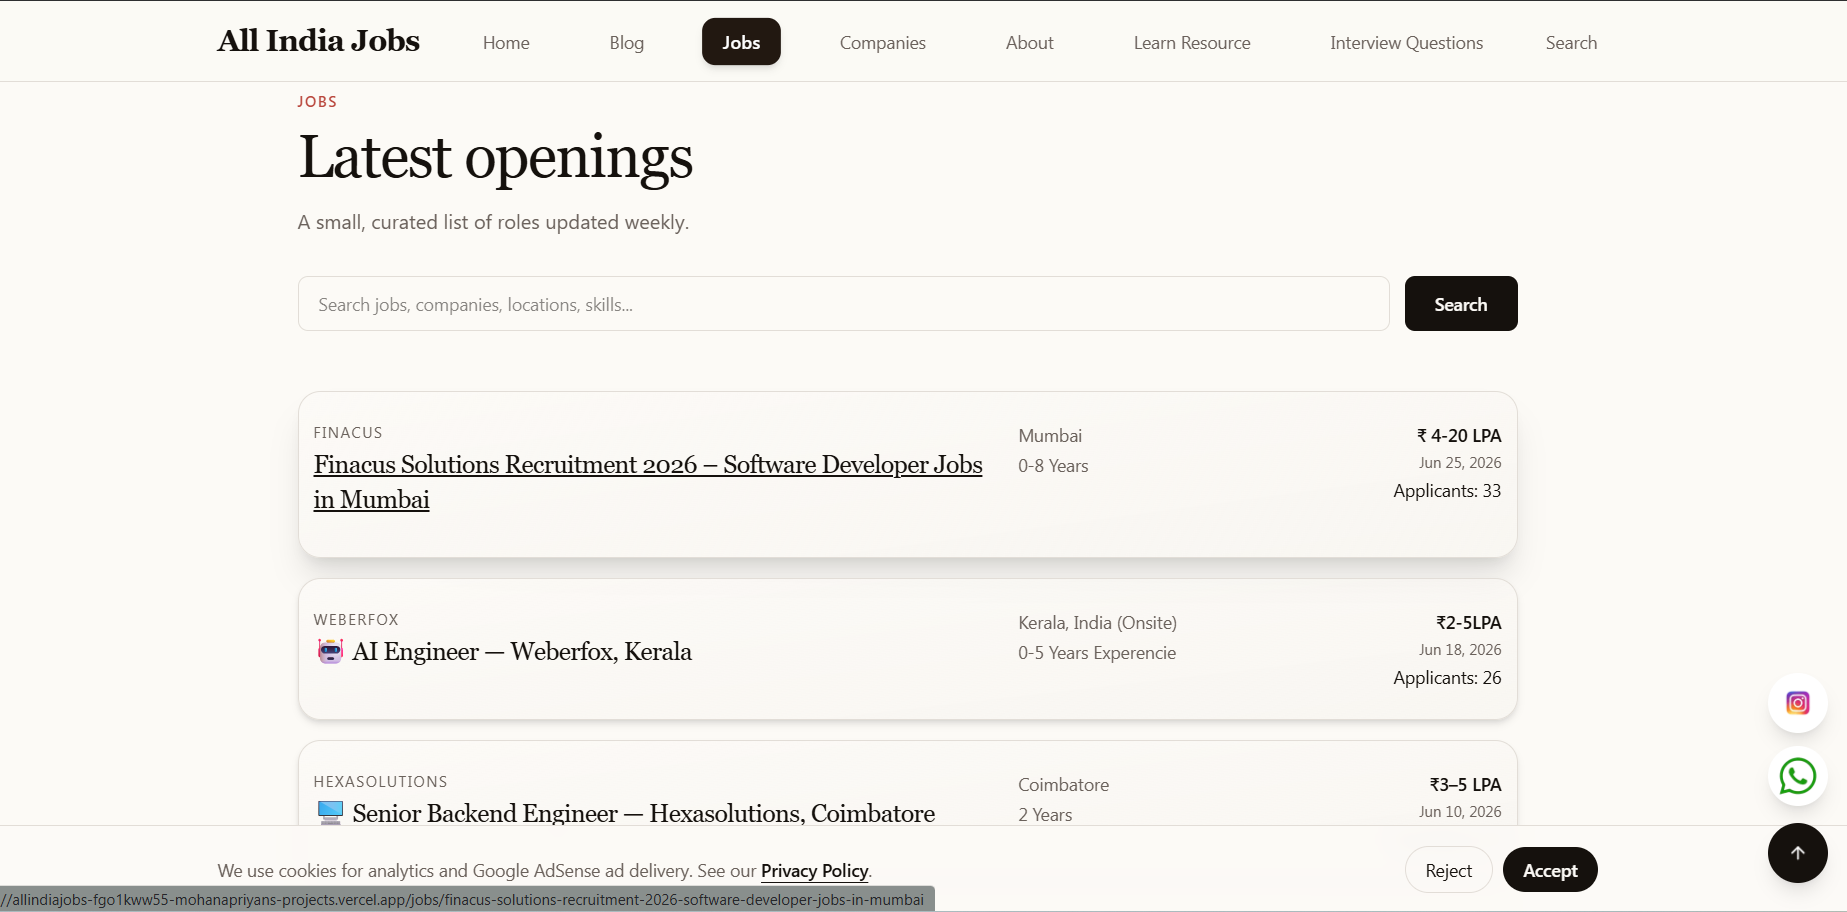 All India Jobs Home Blog Jobs Companies About Learn Resource Interview Questions Search
JOBS
Latest openings
A small, curated list of roles updated weekly.
Search jobs, companies, locations, skills...
Search
FINACUS
Finacus Solutions Recruitment 2026 – Software Developer Jobs
in Mumbai
Mumbai
0-8 Years
₹ 4-20 LPA
Jun 25, 2026
Applicants: 33
WEBERFOX
AI Engineer — Weberfox, Kerala
Kerala, India (Onsite)
0-5 Years Experencie
₹2-5LPA
Jun 18, 2026
Applicants: 26
HEXASOLUTIONS
Senior Backend Engineer — Hexasolutions, Coimbatore
Coimbatore
2 Years
₹3–5 LPA
Jun 10, 2026
We use cookies for analytics and Google AdSense ad delivery. See our Privacy Policy.
Reject
Accept
//allindiajobs-fgo1kww55-mohanapriyans-projects.vercel.app/jobs/finacus-solutions-recruitment-2026-software-developer-jobs-in-mumbai